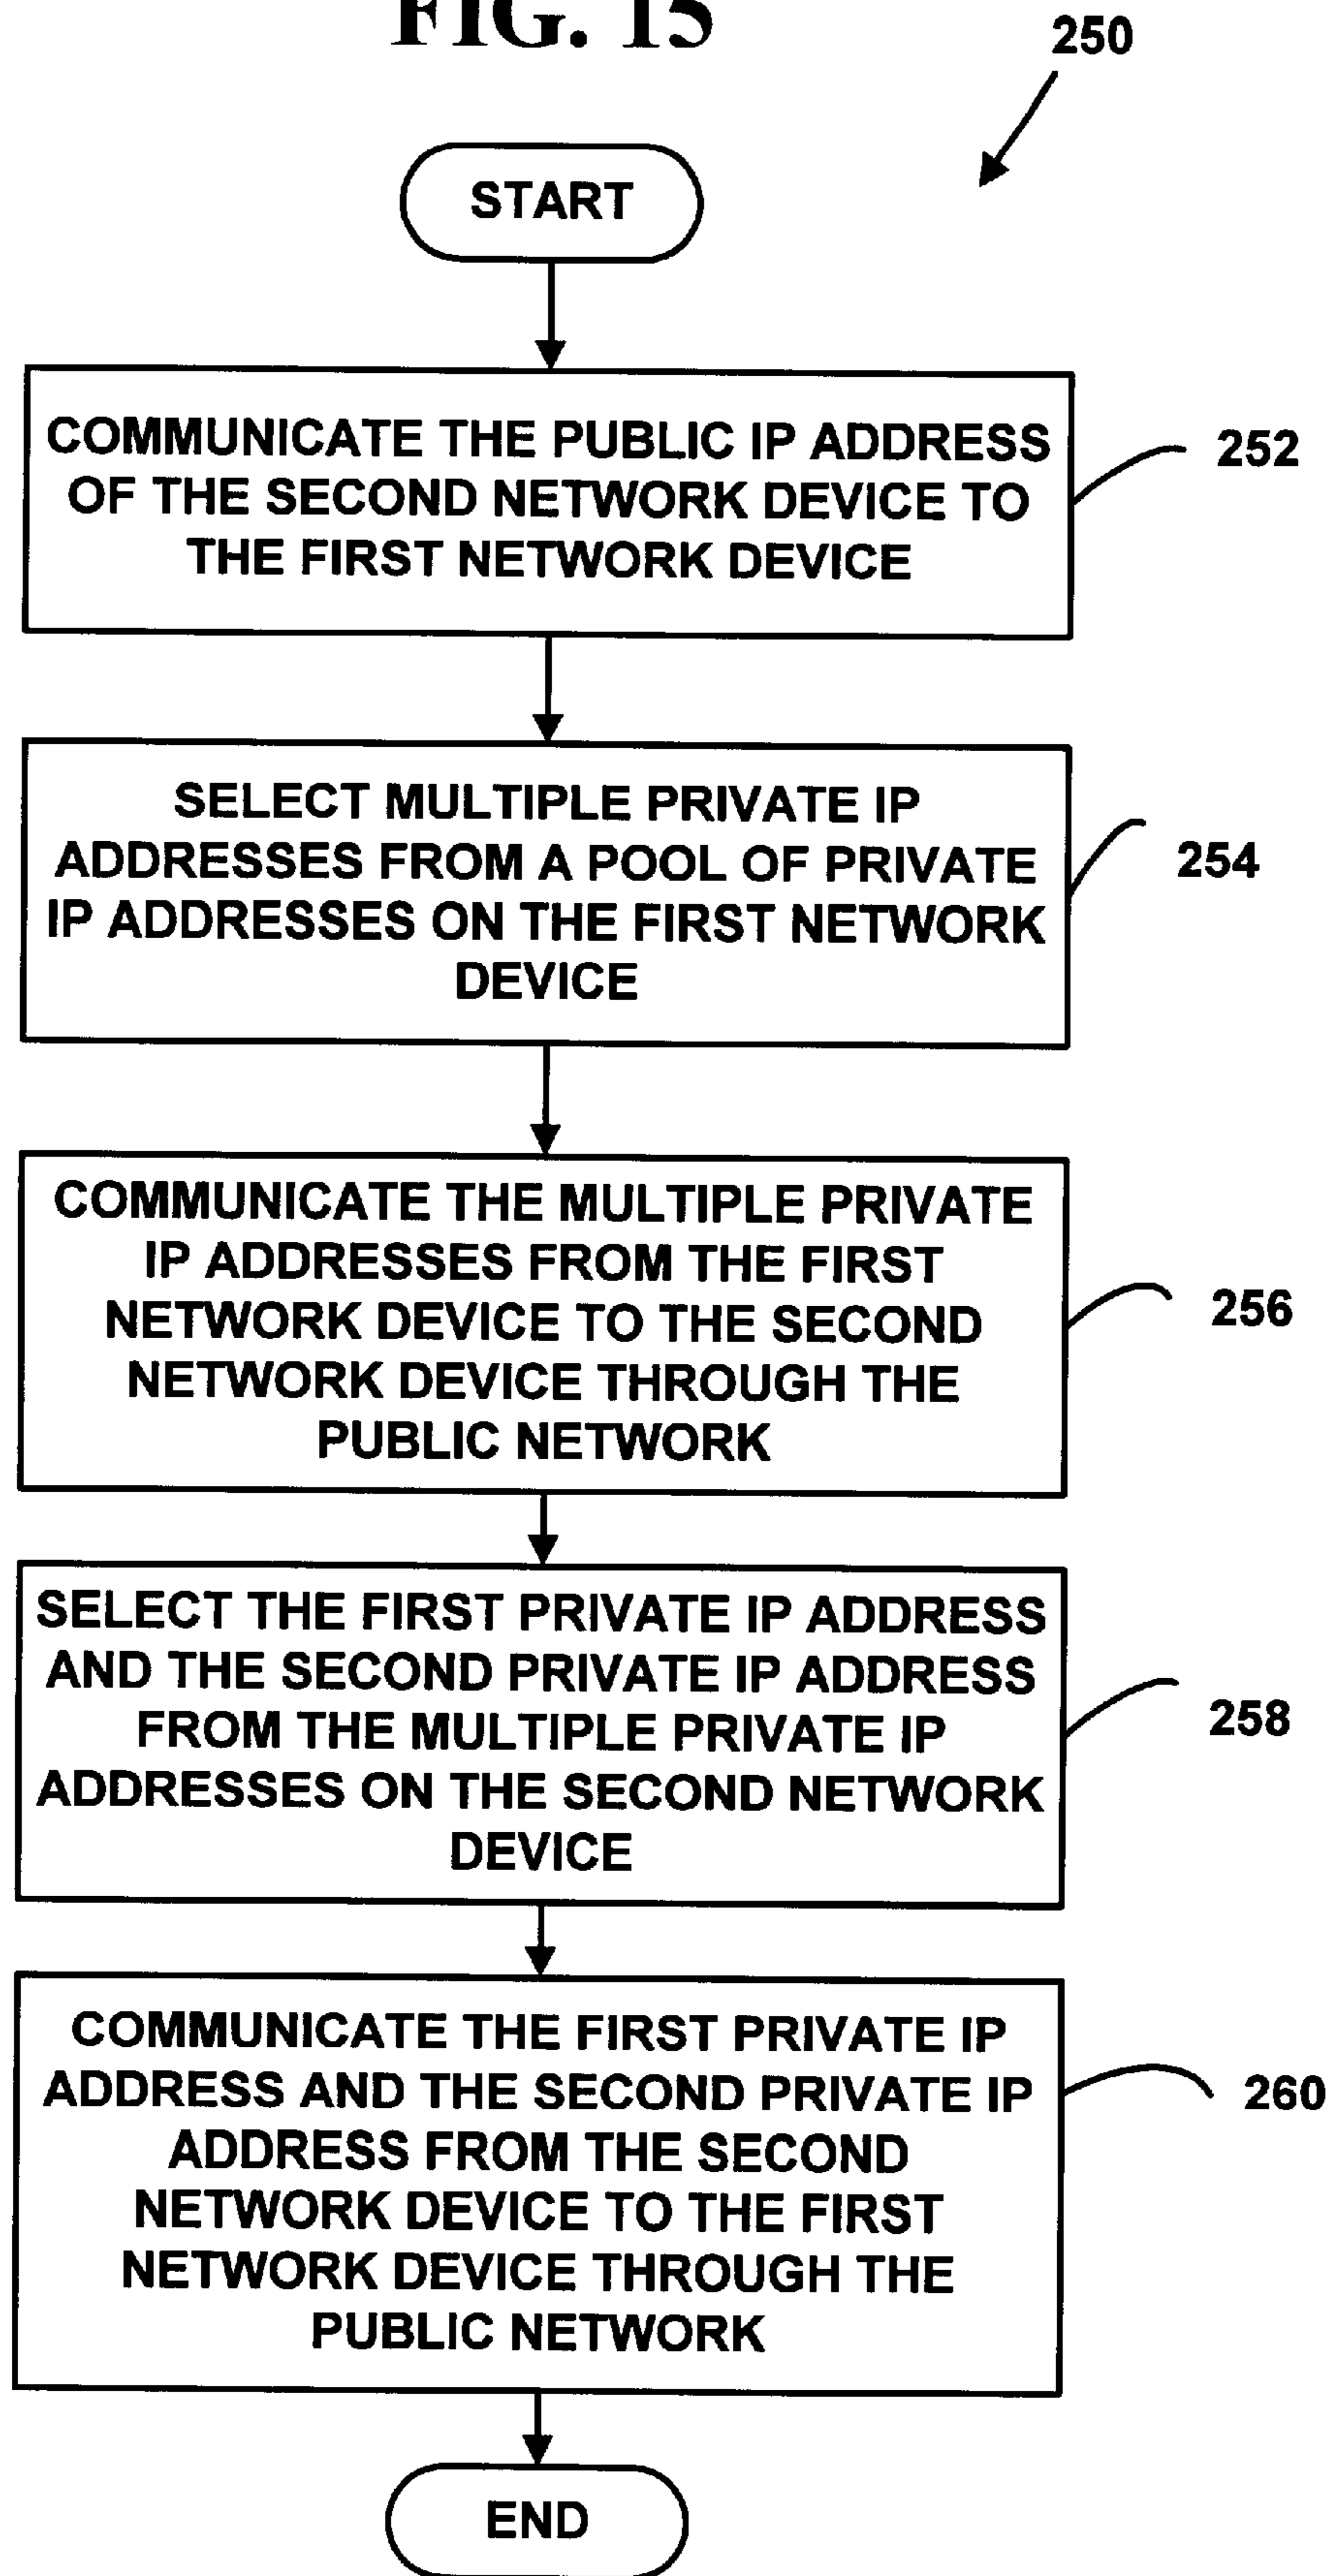 FIG. 15
250
START
COMMUNICATE THE PUBLIC IP ADDRESS
OF THE SECOND NETWORK DEVICE TO
THE FIRST NETWORK DEVICE
252
SELECT MULTIPLE PRIVATE IP
ADDRESSES FROM A POOL OF PRIVATE
IP ADDRESSES ON THE FIRST NETWORK
DEVICE
254
COMMUNICATE THE MULTIPLE PRIVATE
IP ADDRESSES FROM THE FIRST
NETWORK DEVICE TO THE SECOND
NETWORK DEVICE THROUGH THE
PUBLIC NETWORK
256
SELECT THE FIRST PRIVATE IP ADDRESS
AND THE SECOND PRIVATE IP ADDRESS
FROM THE MULTIPLE PRIVATE IP
ADDRESSES ON THE SECOND NETWORK
DEVICE
258
COMMUNICATE THE FIRST PRIVATE IP
ADDRESS AND THE SECOND PRIVATE IP
ADDRESS FROM THE SECOND
NETWORK DEVICE TO THE FIRST
NETWORK DEVICE THROUGH THE
PUBLIC NETWORK
260
END